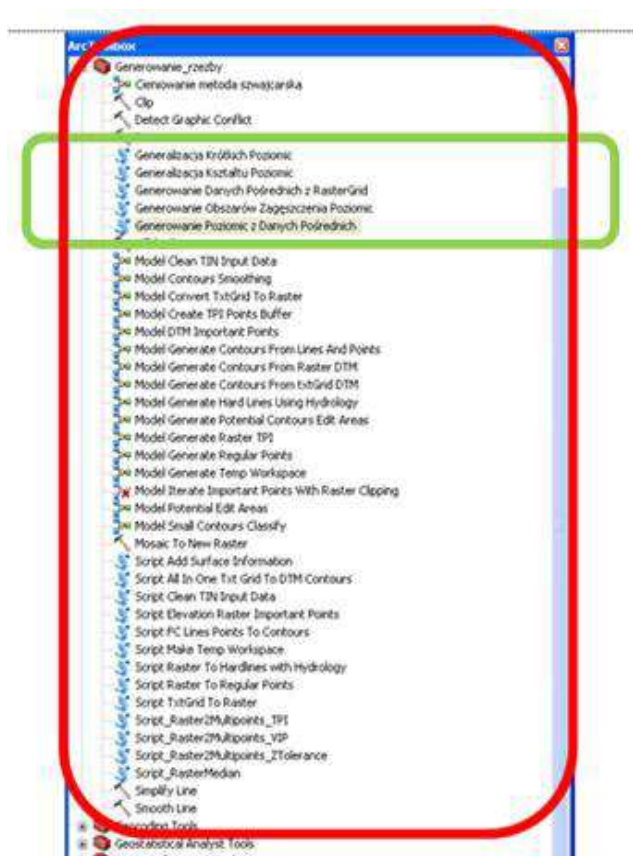 Generowanie_rzezby
Cieniowanie metoda szwajcarska
Clip
Detect Graphic Conflict
Generalizacja Krótkich Poziomic
Generalizacja Kształtu Poziomic
Generowanie Danych Pośrednich z RasterGrid
Generowanie Obszarów Zagęszczenia Poziomic
Generowanie Poziomic z Danych Pośrednich
Model Clean TIN Input Data
Model Contours Smoothing
Model Convert TxtGrid To Raster
Model Create TPI Points Buffer
Model DTM Important Points
Model Generate Contours From Lines And Points
Model Generate Contours From Raster DTM
Model Generate Contours From txtGrid DTM
Model Generate Hard Lines Using Hydrology
Model Generate Potential Contours Edit Areas
Model Generate Raster TPI
Model Generate Regular Points
Model Generate Temp Workspace
Model Iterate Important Points With Raster Clipping
Model Potential Edit Areas
Model Small Contours Classify
Mosaic To New Raster
Script Add Surface Information
Script All In One Txt Grid To DTM Contours
Script Clean TIN Input Data
Script Elevation Raster Important Points
Script FC Lines Points To Contours
Script Make Temp Workspace
Script Raster To Hardlines with Hydrology
Script Raster To Regular Points
Script TxtGrid To Raster
Script_Raster2Multipoints_TPI
Script_Raster2Multipoints_VIP
Script_Raster2Multipoints_ZTolerance
Script_RasterMedian
Simplify Line
Smooth Line
Geocoding Tools
Geostatistical Analyst Tools